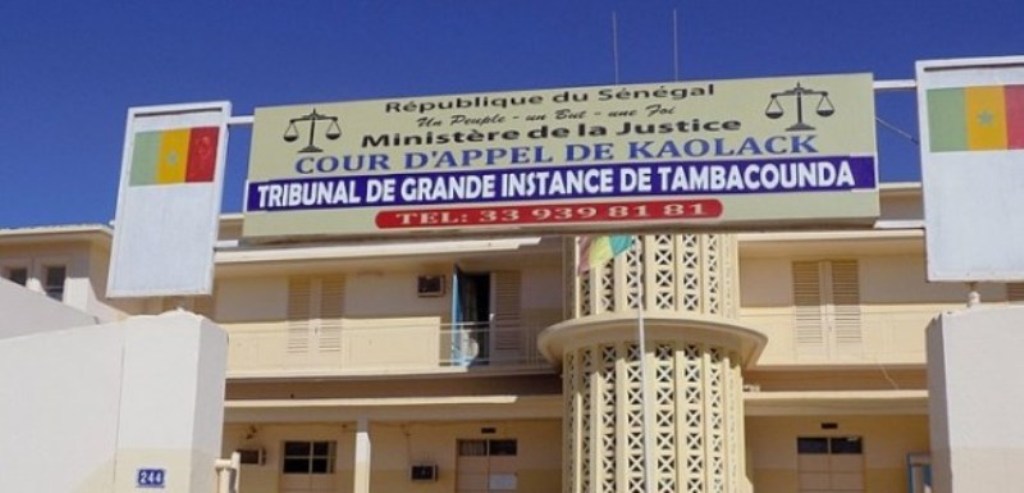 République du Sénégal
Un Peuple - un But - une Foi
Ministère de la Justice
COUR D'APPEL DE KAOLACK
TRIBUNAL DE GRANDE INSTANCE DE TAMBACOUNDA
TEL: 33 939 81 81
244